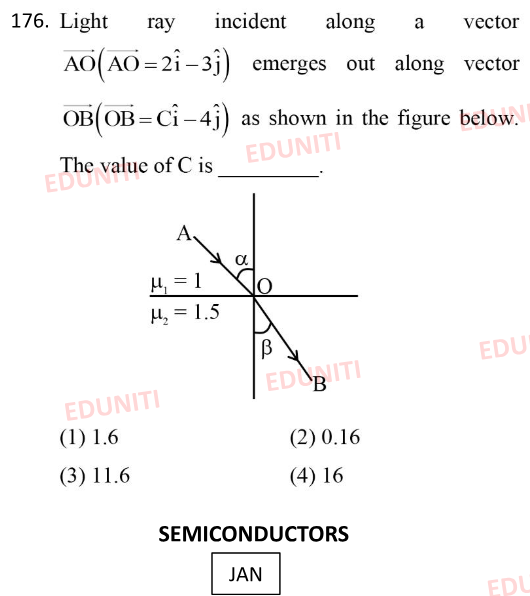 176. Light ray incident along a vector
AO⃗ (AO⃗ = 2î – 3ĵ) emerges out along vector
OB⃗ (OB⃗ = Cî – 4ĵ) as shown in the figure below.
EDUNITI
The value of C is __________.
EDUNITI
EDUNITI
A
α
μ₁ = 1
O
μ₂ = 1.5
β
EDU
B
EDUNITI
EDUNITI
(1) 1.6 (2) 0.16
(3) 11.6 (4) 16
SEMICONDUCTORS
JAN
EDU